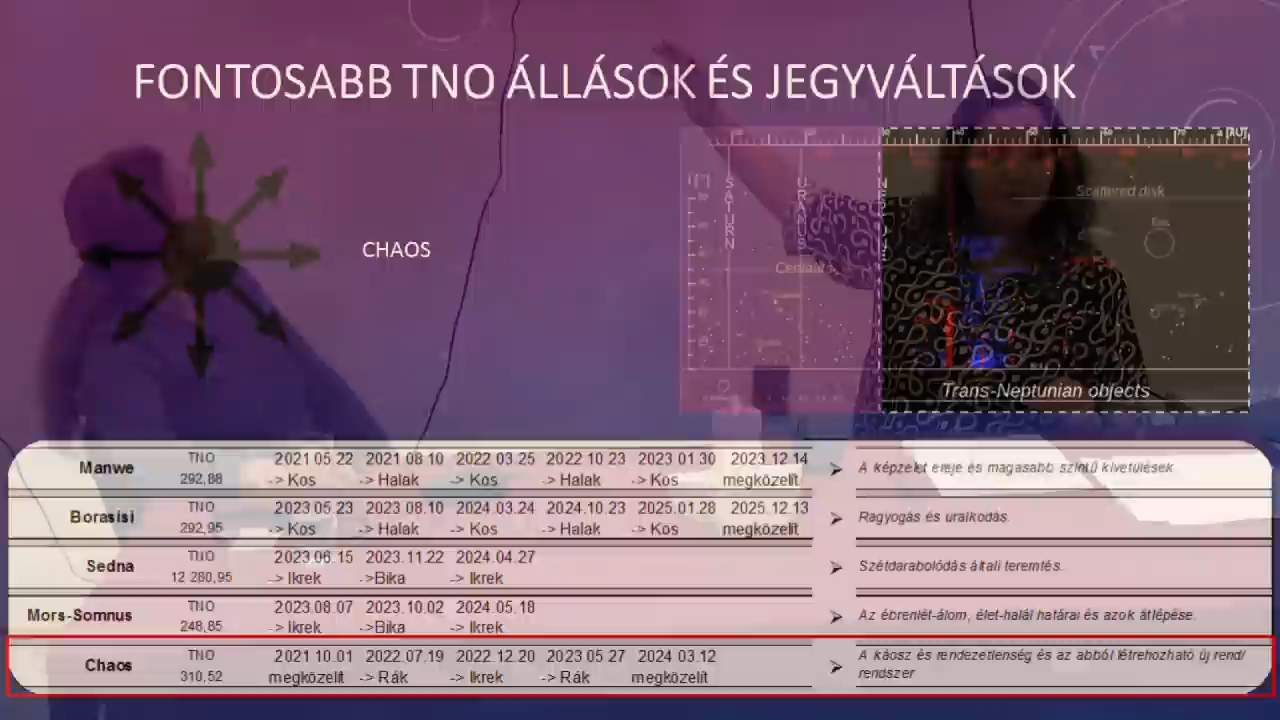 FONTOSABB TNO ÁLLÁSOK ÉS JEGYVÁLTÁSOK
CHAOS
SATURN
URANUS
Scattered disk
Centaurs
Trans-Neptunian objects
Manwe TNO 292,88 2021 05 22 -> Kos 2021 08 10 -> Halak 2022 03 25 -> Kos 2022 10 23 -> Halak 2023 01 30 -> Kos 2023.12.14 megközelít ➢ A képzelet ereje és magasabb szintű kivetülések
Borasisi TNO 292,95 2023 05.23 -> Kos 2023 08.10 -> Halak 2024 03.24 -> Kos 2024.10.23 -> Halak 2025.01.28 -> Kos 2025.12.13 megközelít ➢ Ragyogás és uralkodás.
Sedna TNO 12 280,95 2023.06.15 -> Ikrek 2023.11.22 ->Bika 2024.04.27 -> Ikrek ➢ Szétdarabolódás általi teremtés.
Mors-Somnus TNO 248,85 2023.08.07 -> Ikrek 2023.10.02 ->Bika 2024.05.18 -> Ikrek ➢ Az ébrenlét-álom, élet-halál határai és azok átlépése.
Chaos TNO 310,52 2021 10.01 megközelít 2022.07.19 -> Rák 2022.12.20 -> Ikrek 2023 05.27 -> Rák 2024 03.12 megközelít ➢ A káosz és rendezetlenség és az abból létrehozható új rend/
rendszer